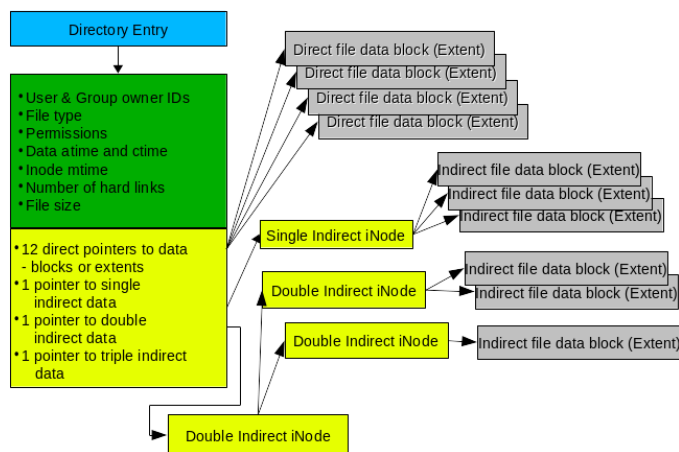 Directory Entry
• User & Group owner IDs
• File type
• Permissions
• Data atime and ctime
• Inode mtime
• Number of hard links
• File size
• 12 direct pointers to data
- blocks or extents
• 1 pointer to single
indirect data
• 1 pointer to double
indirect data
• 1 pointer to triple indirect
data
Direct file data block (Extent)
Direct file data block (Extent)
Direct file data block (Extent)
Direct file data block (Extent)
Single Indirect iNode
Indirect file data block (Extent)
Indirect file data block (Extent)
Indirect file data block (Extent)
Double Indirect iNode
Indirect file data block (Extent)
Indirect file data block (Extent)
Double Indirect iNode
Indirect file data block (Extent)
Double Indirect iNode